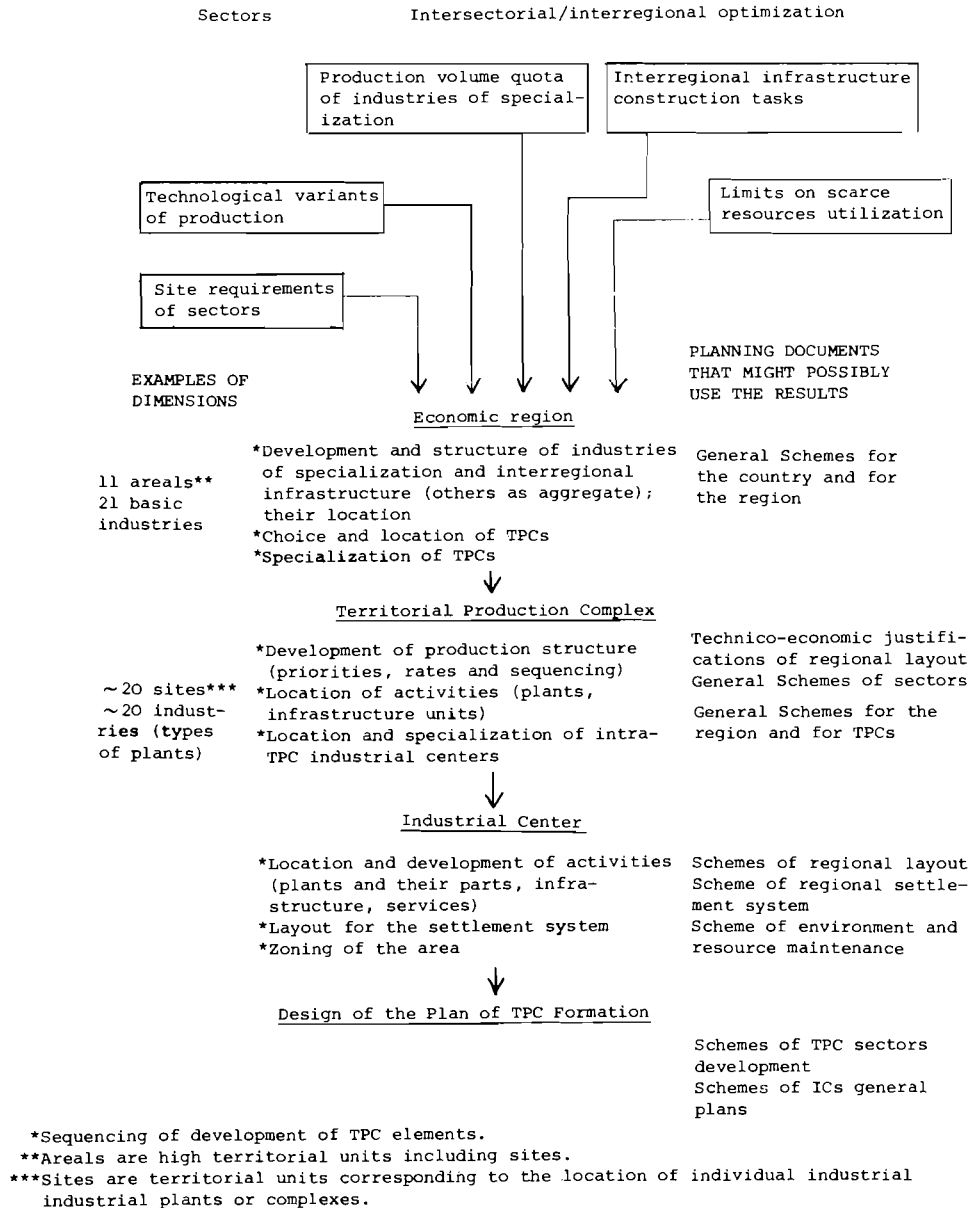 Sectors
Intersectorial/interregional optimization
Production volume quota
of industries of special-
ization
Interregional infrastructure
construction tasks
Technological variants
of production
Limits on scarce
resources utilization
Site requirements
of sectors
EXAMPLES OF
DIMENSIONS
PLANNING DOCUMENTS
THAT MIGHT POSSIBLY
USE THE RESULTS
Economic region
11 areals**
21 basic
industries
*Development and structure of industries
of specialization and interregional
infrastructure (others as aggregate);
their location
*Choice and location of TPCs
*Specialization of TPCs
General Schemes for
the country and for
the region
Territorial Production Complex
~20 sites***
~20 indust-
ries (types
of plants)
*Development of production structure
(priorities, rates and sequencing)
*Location of activities (plants,
infrastructure units)
*Location and specialization of intra-
TPC industrial centers
Technico-economic justifi-
cations of regional layout
General Schemes of sectors
General Schemes for the
region and for TPCs
Industrial Center
*Location and development of activities
(plants and their parts, infra-
structure, services)
*Layout for the settlement system
*Zoning of the area
Schemes of regional layout
Scheme of regional settle-
ment system
Scheme of environment and
resource maintenance
Design of the Plan of TPC Formation
Schemes of TPC sectors
development
Schemes of ICs general
plans
*Sequencing of development of TPC elements.
**Areals are high territorial units including sites.
***Sites are territorial units corresponding to the location of individual industrial
industrial plants or complexes.